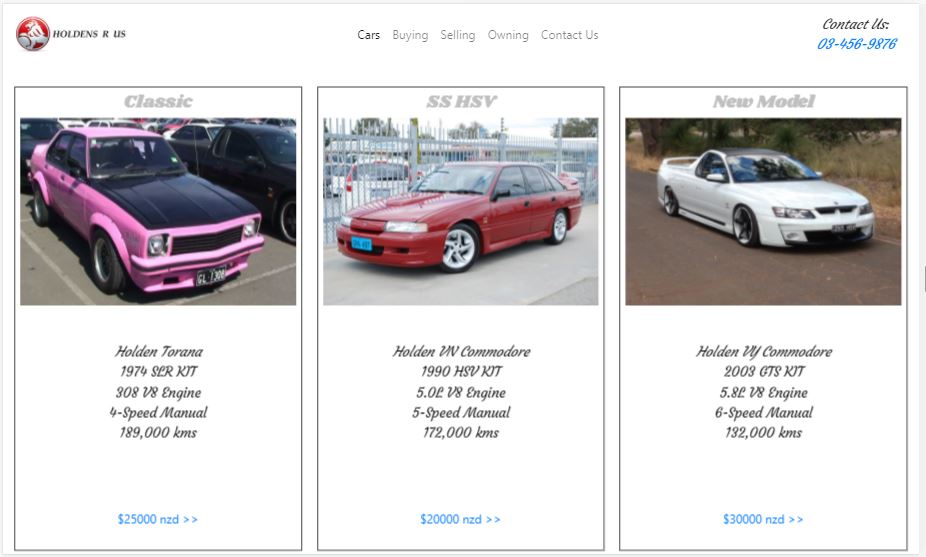 HOLDENS R US
Cars Buying Selling Owning Contact Us
Contact Us:
03-456-9876
Classic
GL·1308
Holden Torana
1974 SLR KIT
308 V8 Engine
4-Speed Manual
189,000 kms
$25000 nzd >>
SS HSV
Holden VN Commodore
1990 HSV KIT
5.0L V8 Engine
5-Speed Manual
172,000 kms
$20000 nzd >>
New Model
Holden VY Commodore
2003 GTS KIT
5.8L V8 Engine
6-Speed Manual
132,000 kms
$30000 nzd >>